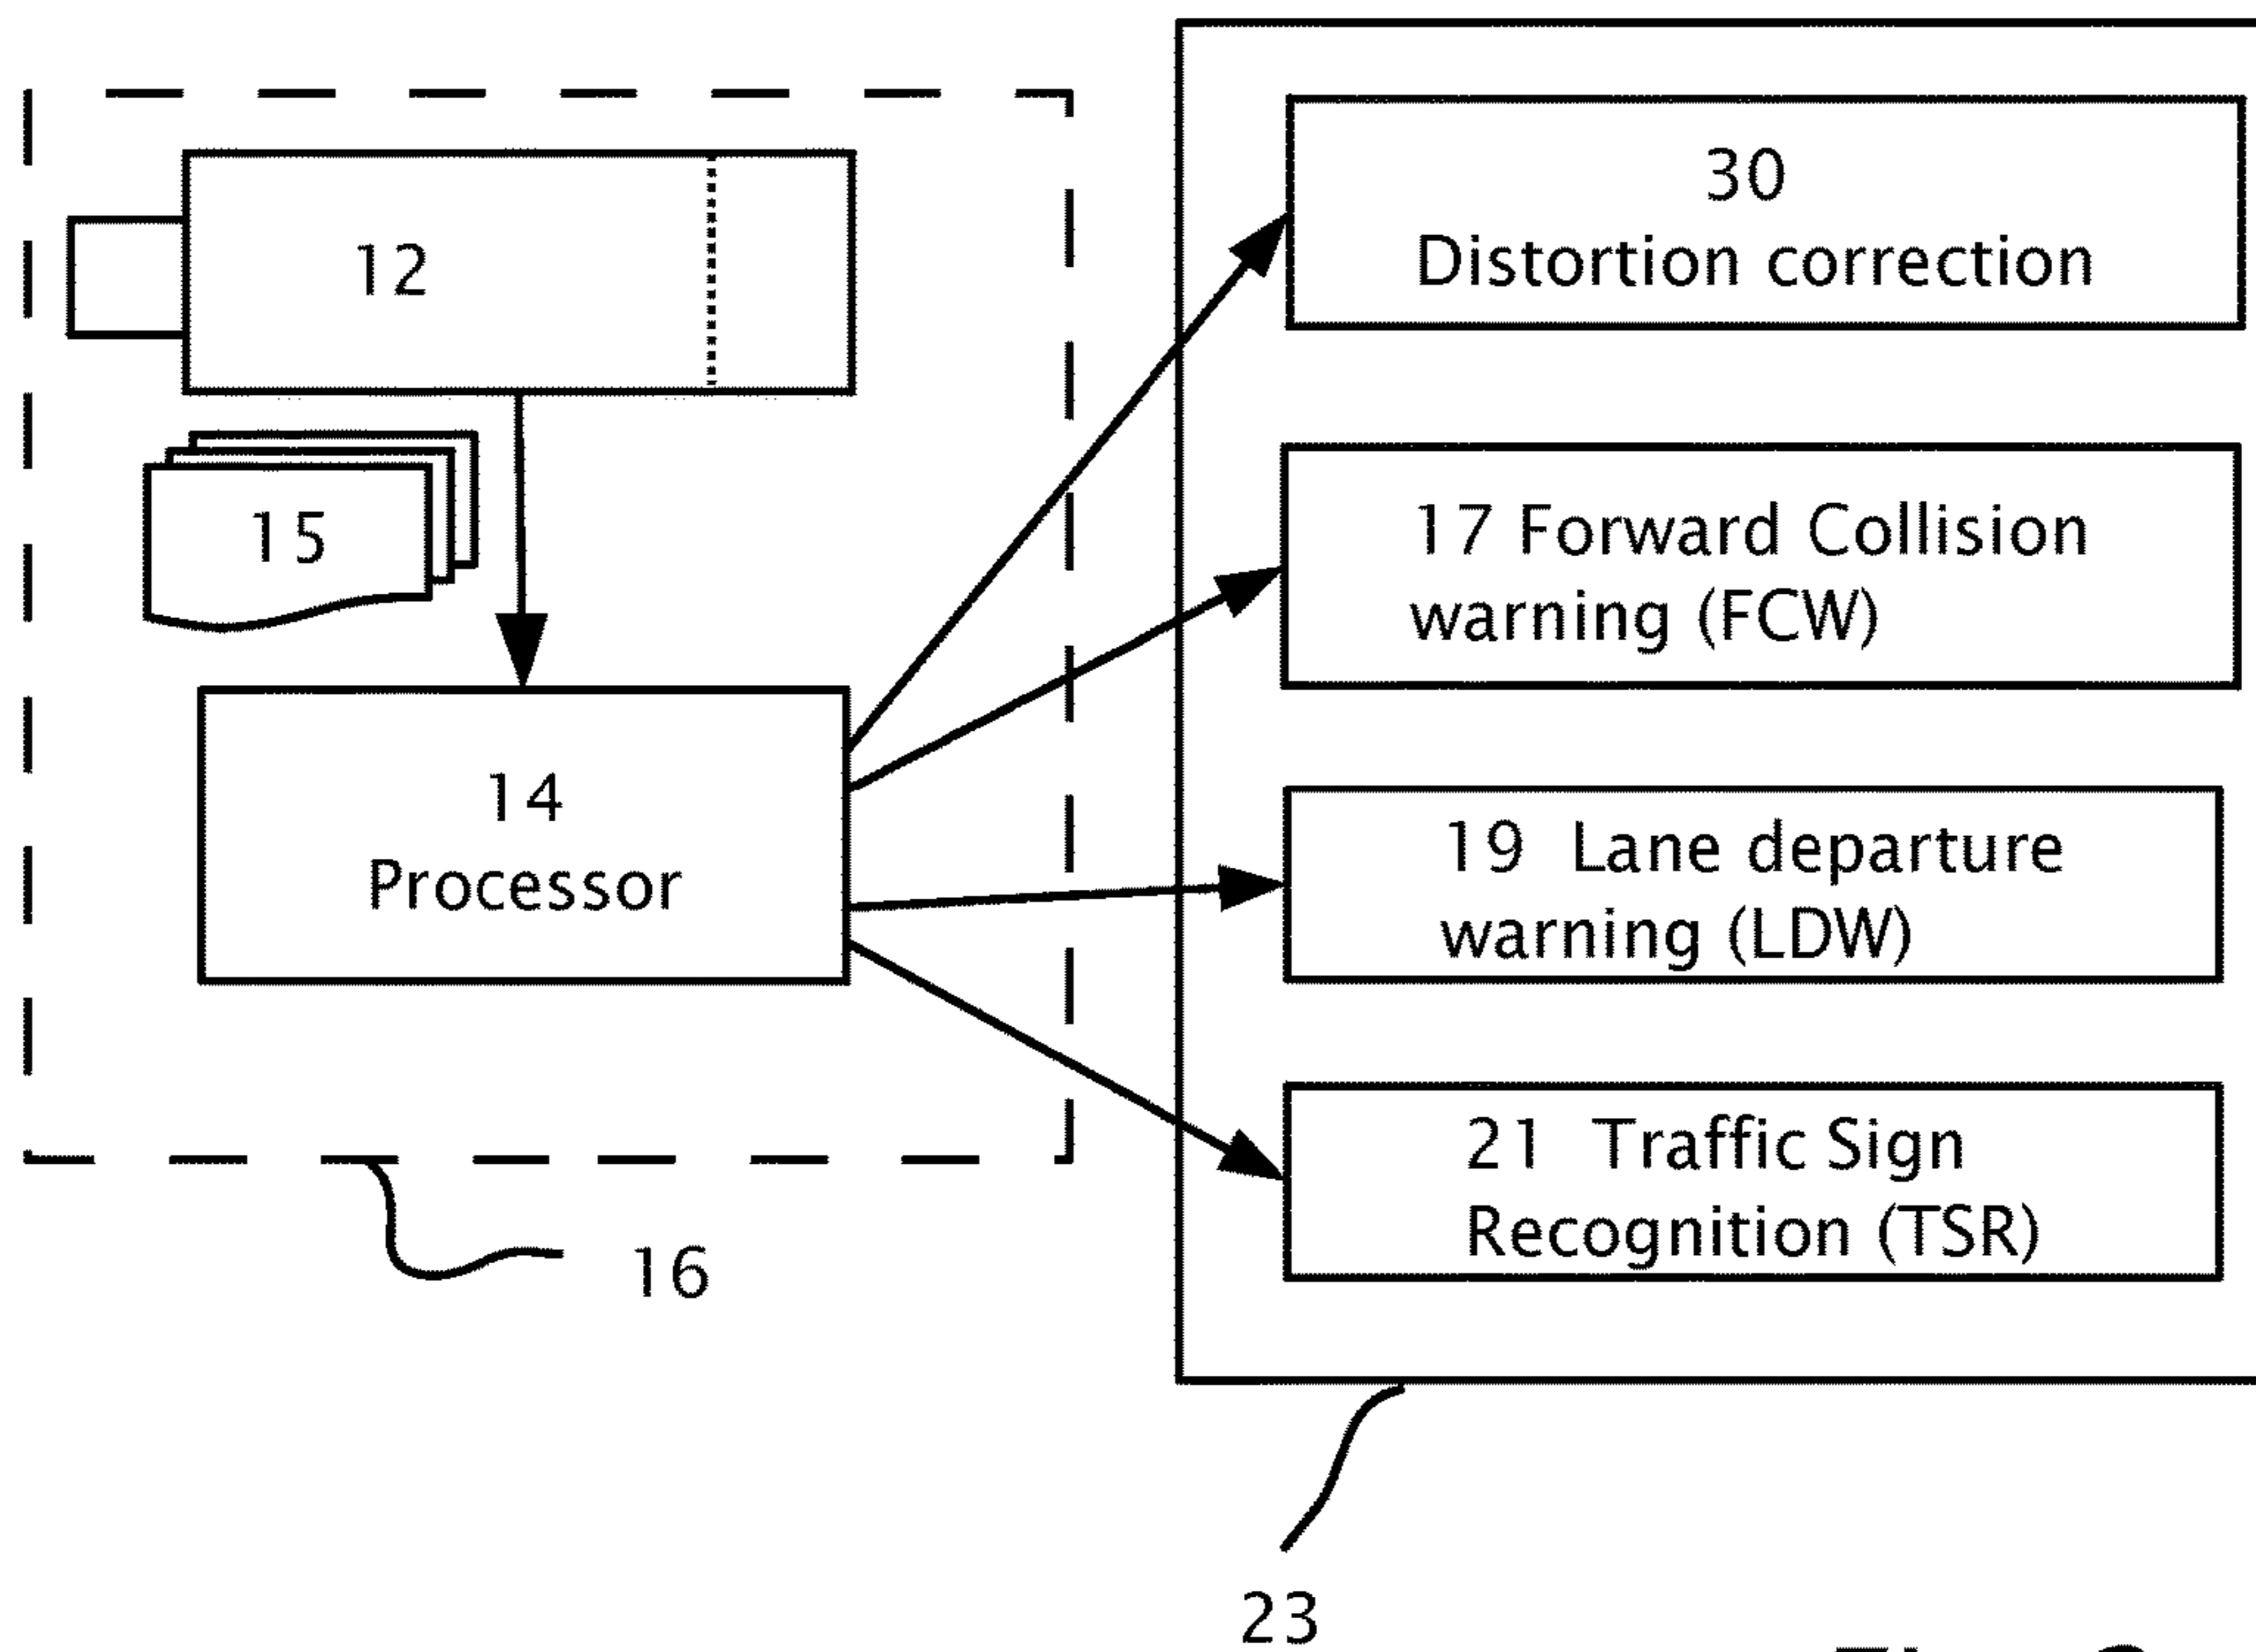 12
15
14
Processor
16
30
Distortion correction
17 Forward Collision
warning (FCW)
19 Lane departure
warning (LDW)
21 Traffic Sign
Recognition (TSR)
23